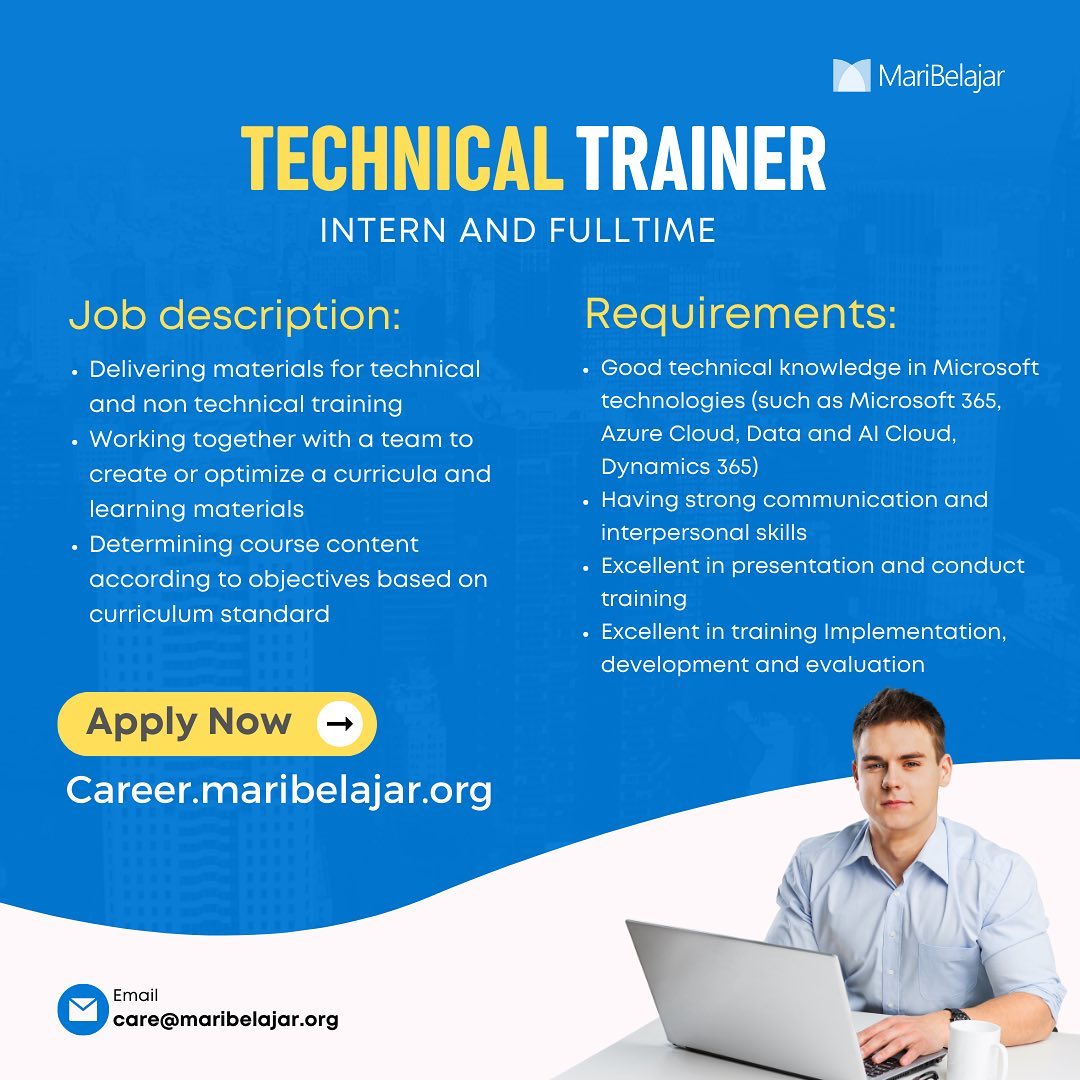 MariBelajar
TECHNICAL TRAINER
INTERN AND FULLTIME
Job description:
• Delivering materials for technical
and non technical training
• Working together with a team to
create or optimize a curricula and
learning materials
• Determining course content
according to objectives based on
curriculum standard
Requirements:
• Good technical knowledge in Microsoft
technologies (such as Microsoft 365,
Azure Cloud, Data and AI Cloud,
Dynamics 365)
• Having strong communication and
interpersonal skills
• Excellent in presentation and conduct
training
• Excellent in training Implementation,
development and evaluation
Apply Now
Career.maribelajar.org
Email
care@maribelajar.org